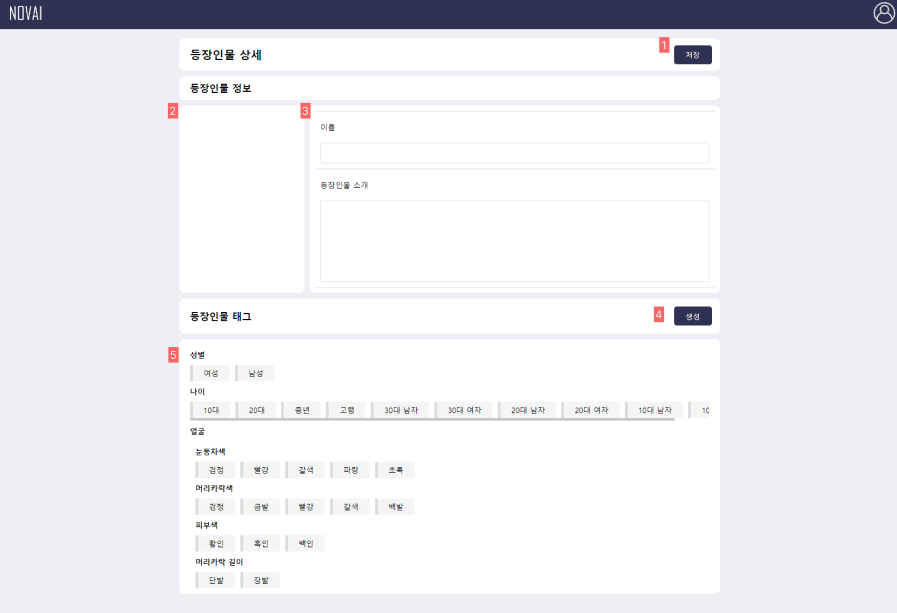 NOVAI
등장인물 상세
1
저장
등장인물 정보
2
3
이름
등장인물 소개
등장인물 태그
4
생성
5
성별
여성 남성
나이
10대 20대 중년 고령 30대 남자 30대 여자 20대 남자 20대 여자 10대 남자 10
얼굴
눈동자색
검정 빨강 갈색 파랑 초록
머리카락색
검정 금발 빨강 갈색 백발
피부색
황인 흑인 백인
머리카락 길이
단발 장발